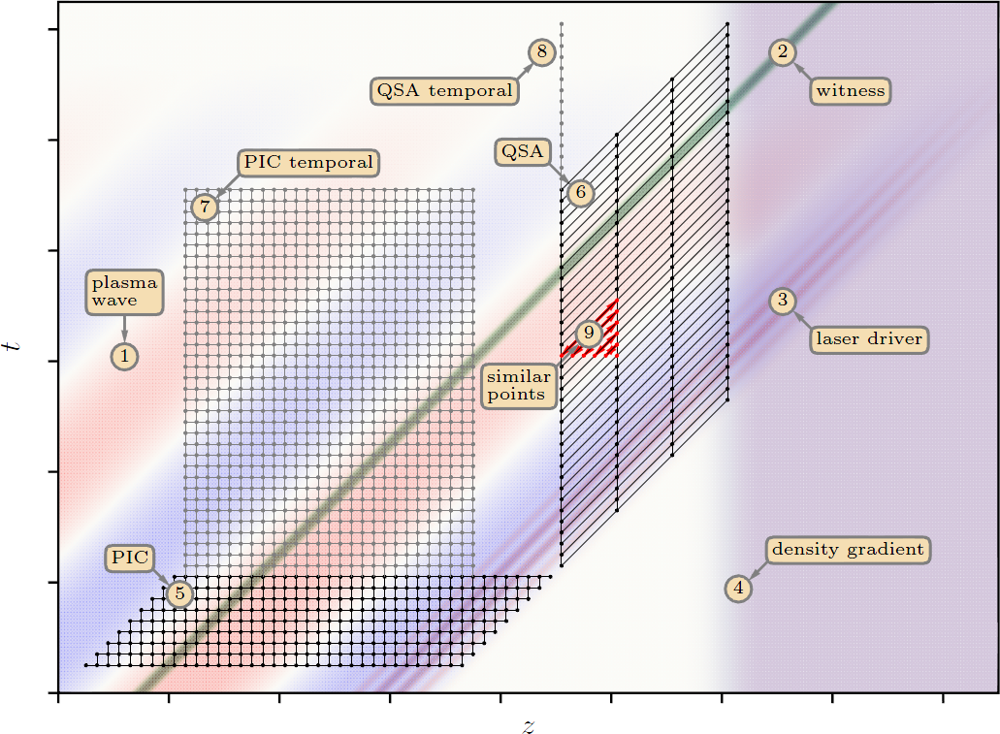 8
2
QSA temporal
witness
QSA
PIC temporal
6
7
plasma
wave
3
9
laser driver
1
t
similar
points
density gradient
PIC
5
4
z